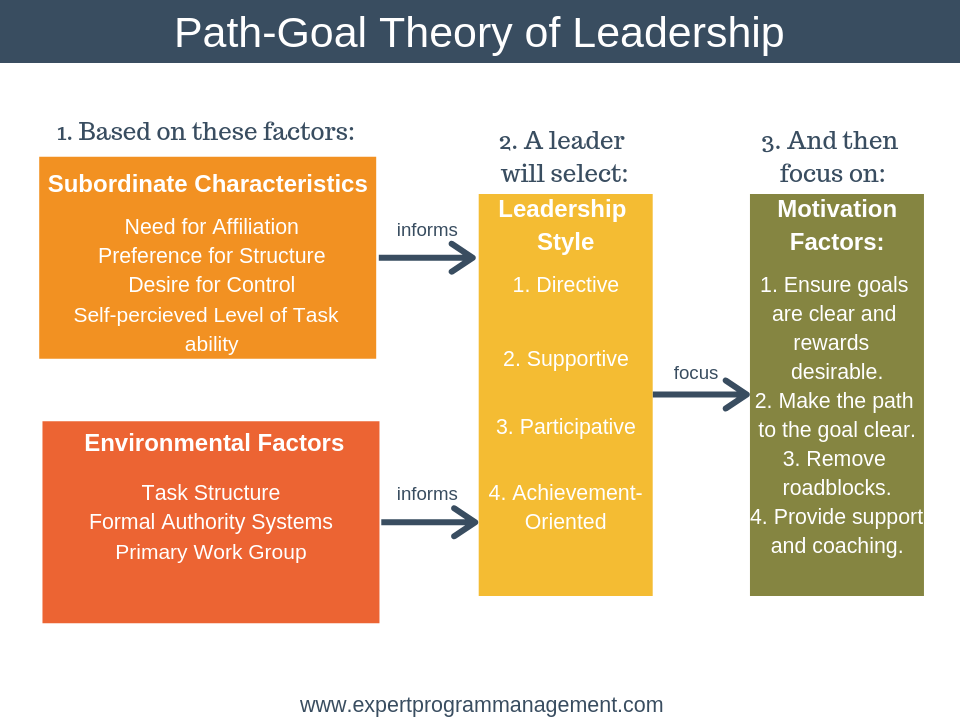 Path-Goal Theory of Leadership
1. Based on these factors:
Subordinate Characteristics
Need for Affiliation
Preference for Structure
Desire for Control
Self-percieved Level of Task
ability
Environmental Factors
Task Structure
Formal Authority Systems
Primary Work Group
informs
informs
2. A leader
will select:
Leadership
Style
1. Directive
2. Supportive
3. Participative
4. Achievement-
Oriented
focus
3. And then
focus on:
Motivation
Factors:
1. Ensure goals
are clear and
rewards
desirable.
2. Make the path
to the goal clear.
3. Remove
roadblocks.
4. Provide support
and coaching.
www.expertprogrammanagement.com